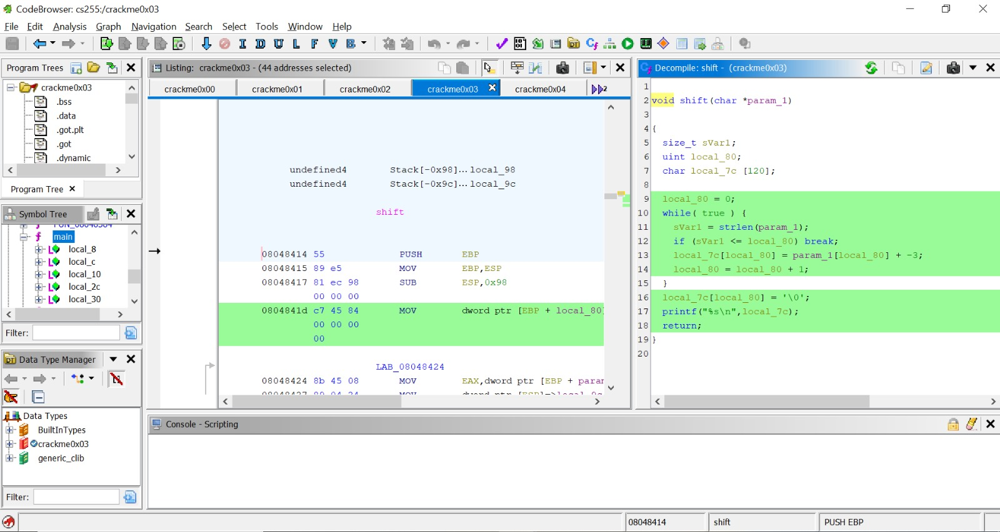 CodeBrowser: cs255:/crackme0x03
File Edit Analysis Graph Navigation Search Select Tools Window Help
I D U L F V B
Program Trees
crackme0x03
.bss
.data
.got.plt
.got
.dynamic
Program Tree
Symbol Tree
main
local_8
local_c
local_10
local_2c
local_30
Filter:
Data Type Manager
Data Types
BuiltInTypes
crackme0x03
generic_clib
Filter:
Listing: crackme0x03 - (44 addresses selected)
crackme0x00 crackme0x01 crackme0x02 crackme0x03 crackme0x04 2
undefined4 Stack[-0x98]... local_98
undefined4 Stack[-0x9c]... local_9c
shift
08048414 55 PUSH EBP
08048415 89 e5 MOV EBP,ESP
08048417 81 ec 98 SUB ESP,0x98
00 00 00
0804841d c7 45 84 MOV dword ptr [EBP + local_80]
00 00 00
00
LAB_08048424
08048424 8b 45 08 MOV EAX,dword ptr [EBP + param
Decompile: shift - (crackme0x03)
1
2 void shift(char *param_1)
3
4 {
5 size_t sVar1;
6 uint local_80;
7 char local_7c [120];
8
9 local_80 = 0;
10 while( true ) {
11 sVar1 = strlen(param_1);
12 if (sVar1 <= local_80) break;
13 local_7c[local_80] = param_1[local_80] + -3;
14 local_80 = local_80 + 1;
15 }
16 local_7c[local_80] = '\0';
17 printf("%s\n",local_7c);
18 return;
19 }
20
Console - Scripting
08048414 shift PUSH EBP